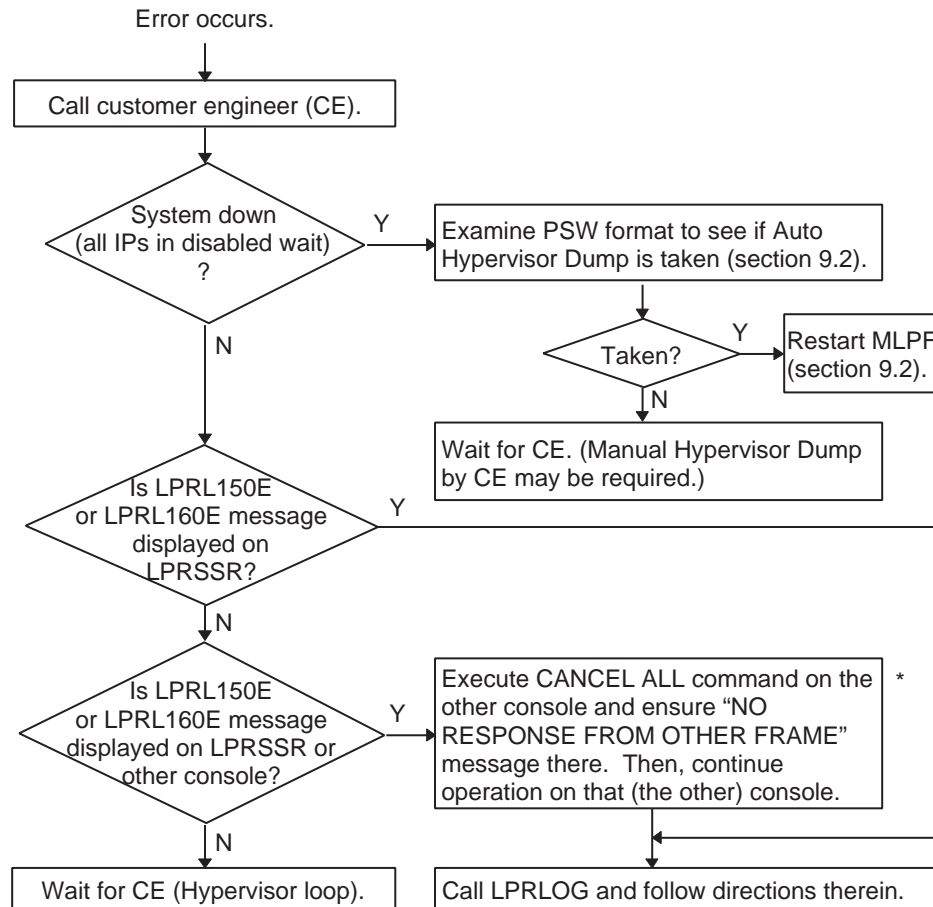 Error occurs.
Call customer engineer (CE).
System down
(all IPs in disabled wait)
?
Y
Examine PSW format to see if Auto
Hypervisor Dump is taken (section 9.2).
N
Taken?
Y
Restart MLPF
(section 9.2).
N
Wait for CE. (Manual Hypervisor Dump
by CE may be required.)
Is LPRL150E
or LPRL160E message
displayed on
LPRSSR?
Y
N
Is LPRL150E
or LPRL160E message
displayed on LPRSSR or
other console?
Y
Execute CANCEL ALL command on the
other console and ensure “NO
RESPONSE FROM OTHER FRAME”
message there. Then, continue
operation on that (the other) console.
*
N
Wait for CE (Hypervisor loop).
Call LPRLOG and follow directions therein.